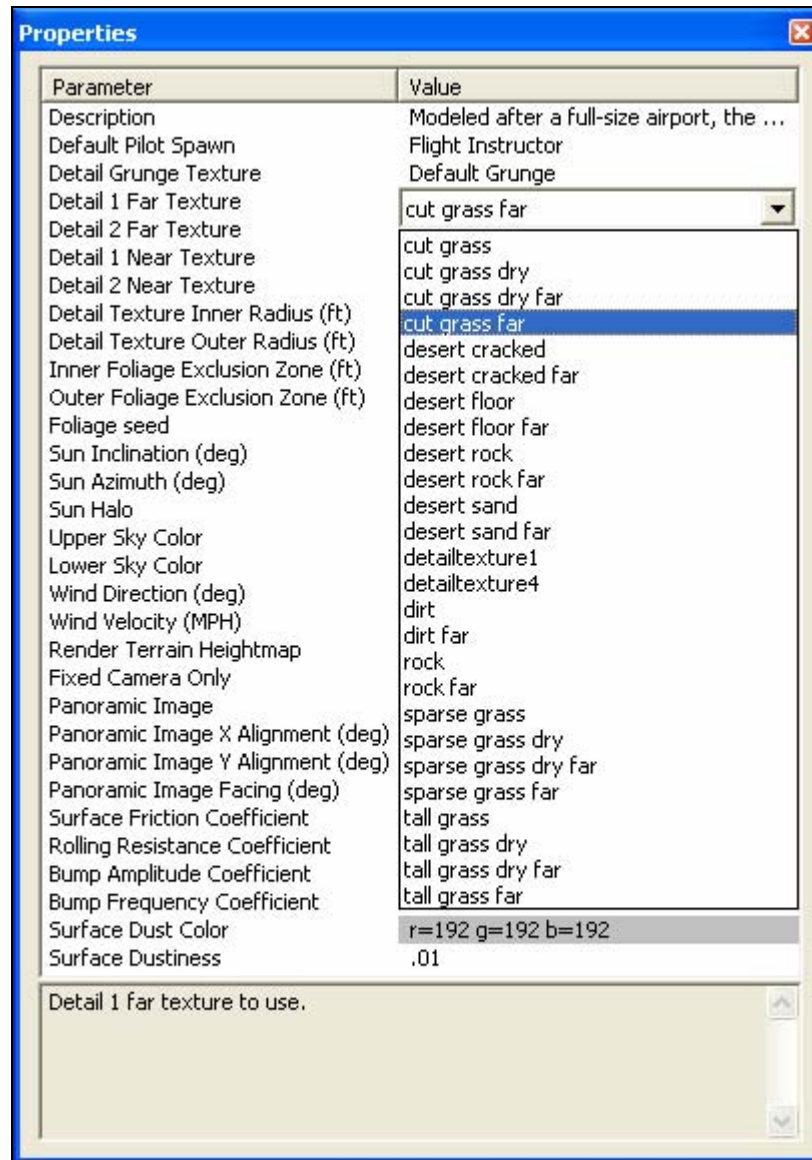 Properties
Parameter Value
Description Modeled after a full-size airport, the ...
Default Pilot Spawn Flight Instructor
Detail Grunge Texture Default Grunge
Detail 1 Far Texture cut grass far
Detail 2 Far Texture
Detail 1 Near Texture
Detail 2 Near Texture
Detail Texture Inner Radius (ft)
Detail Texture Outer Radius (ft)
Inner Foliage Exclusion Zone (ft)
Outer Foliage Exclusion Zone (ft)
Foliage seed
Sun Inclination (deg)
Sun Azimuth (deg)
Sun Halo
Upper Sky Color
Lower Sky Color
Wind Direction (deg)
Wind Velocity (MPH)
Render Terrain Heightmap
Fixed Camera Only
Panoramic Image
Panoramic Image X Alignment (deg)
Panoramic Image Y Alignment (deg)
Panoramic Image Facing (deg)
Surface Friction Coefficient
Rolling Resistance Coefficient
Bump Amplitude Coefficient
Bump Frequency Coefficient
cut grass
cut grass dry
cut grass dry far
cut grass far
desert cracked
desert cracked far
desert floor
desert floor far
desert rock
desert rock far
desert sand
desert sand far
detailtexture1
detailtexture4
dirt
dirt far
rock
rock far
sparse grass
sparse grass dry
sparse grass dry far
sparse grass far
tall grass
tall grass dry
tall grass dry far
tall grass far
Surface Dust Color r=192 g=192 b=192
Surface Dustiness .01
Detail 1 far texture to use.